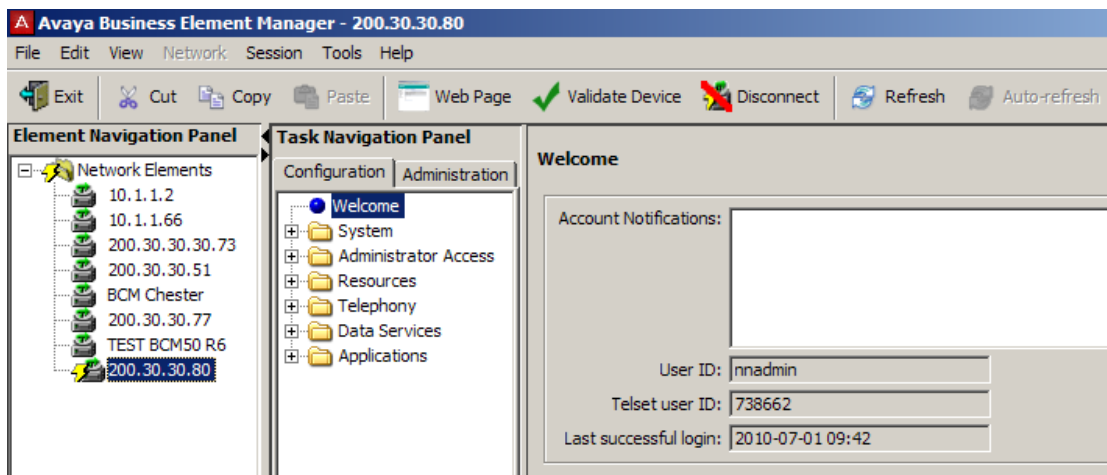 A Avaya Business Element Manager - 200.30.30.80
File Edit View Network Session Tools Help
Exit Cut Copy Paste Web Page Validate Device Disconnect Refresh Auto-refresh
Element Navigation Panel
Network Elements
10.1.1.2
10.1.1.66
200.30.30.30.73
200.30.30.51
BCM Chester
200.30.30.77
TEST BCM50 R6
200.30.30.80
Task Navigation Panel
Configuration Administration
Welcome
System
Administrator Access
Resources
Telephony
Data Services
Applications
Welcome
Account Notifications:
User ID: nnadmin
Telset user ID: 738662
Last successful login: 2010-07-01 09:42